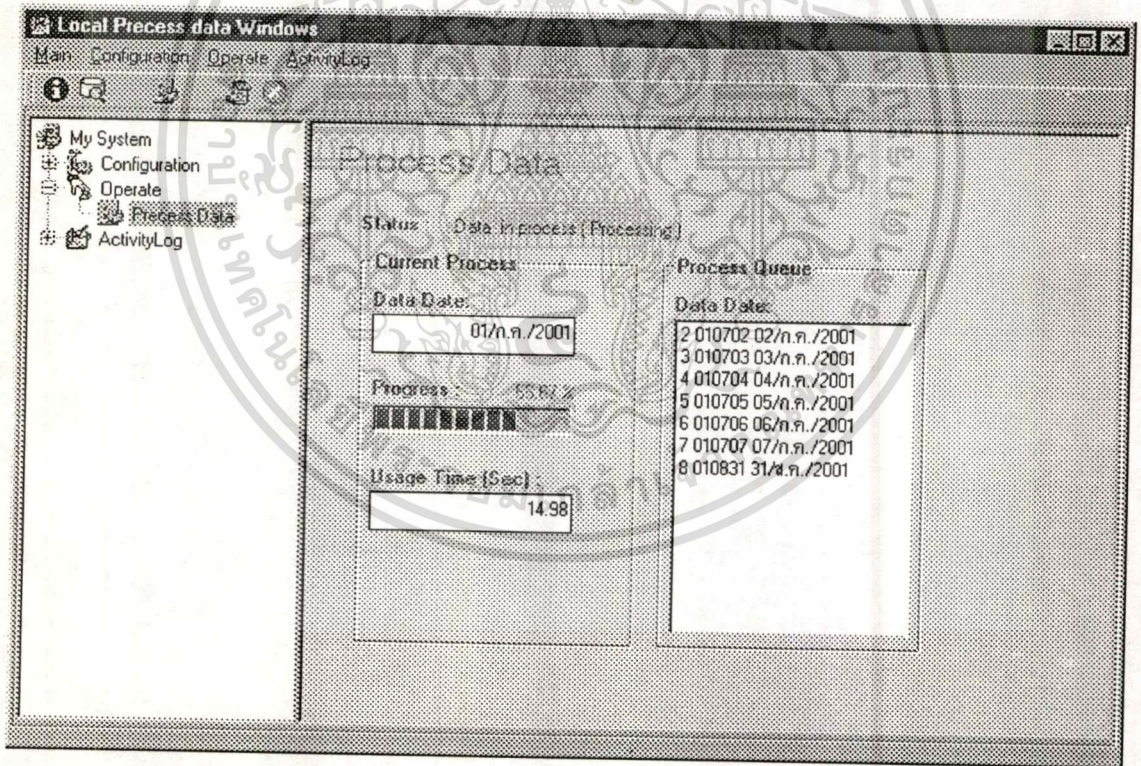 Local Precess data Windows
Main Configuration Operate ActivityLog
My System
Configuration
Operate
Precess Data
ActivityLog
Process Data
Status Data in process (Processing)
Current Process
Data Date:
01/ก.ค./2001
Progress : %
Usage Time (Sec) :
14.98
Process Queue
Data Date:
2 010702 02/ก.ค./2001
3 010703 03/ก.ค./2001
4 010704 04/ก.ค./2001
5 010705 05/ก.ค./2001
6 010706 06/ก.ค./2001
7 010707 07/ก.ค./2001
8 010831 31/ส.ค./2001